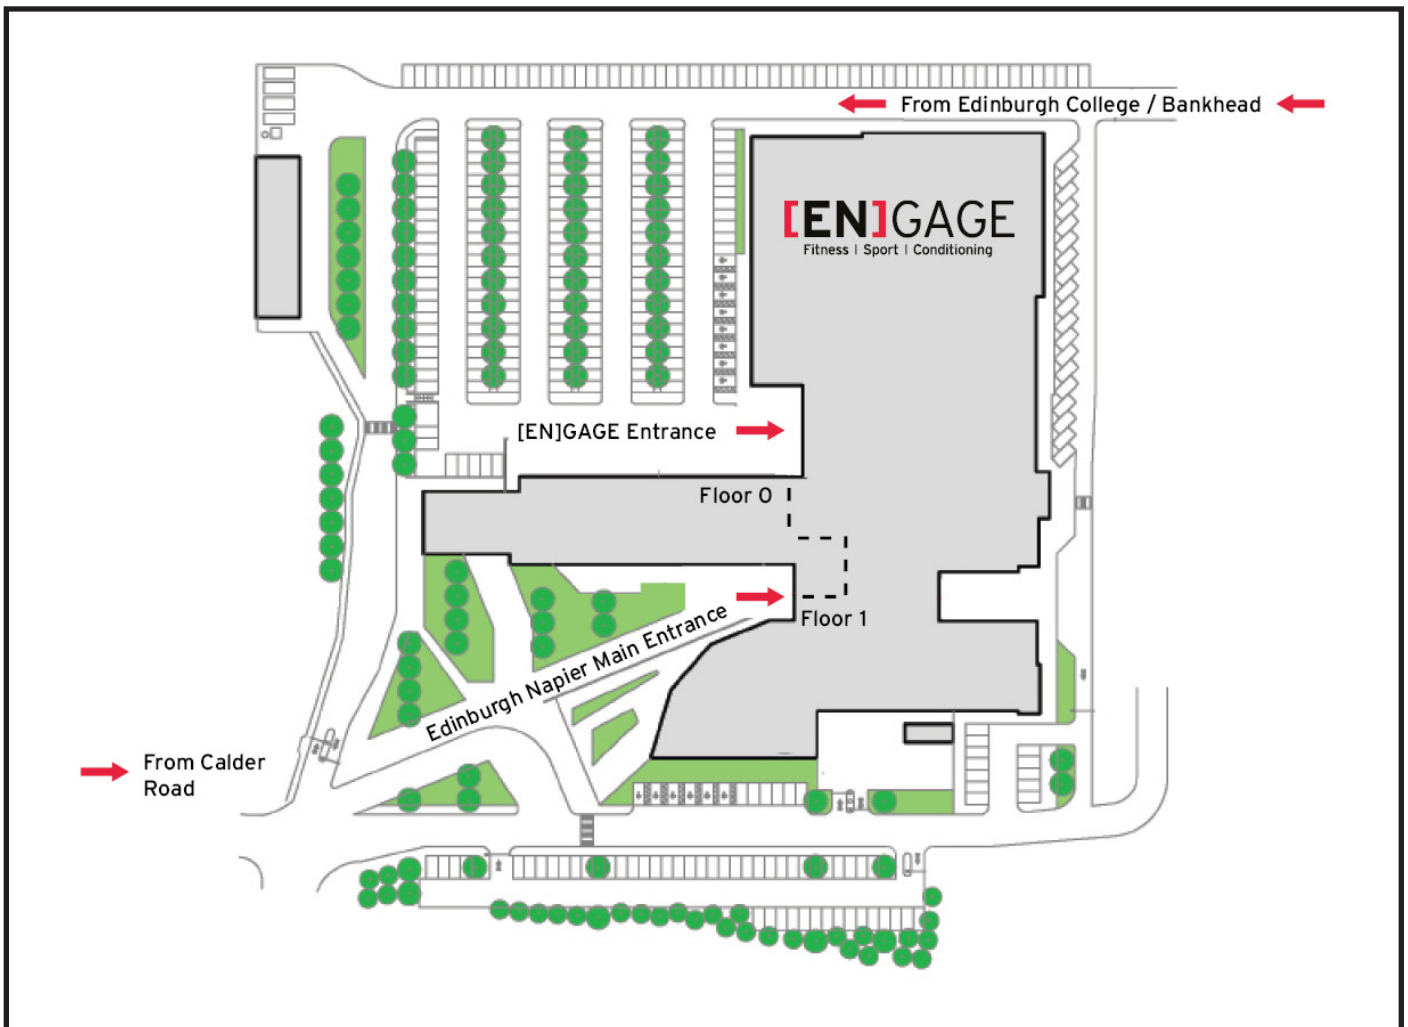 From Edinburgh College / Bankhead
[EN]GAGE
Fitness | Sport | Conditioning
[EN]GAGE Entrance
Floor 0
Floor 1
Edinburgh Napier Main Entrance
From Calder
Road